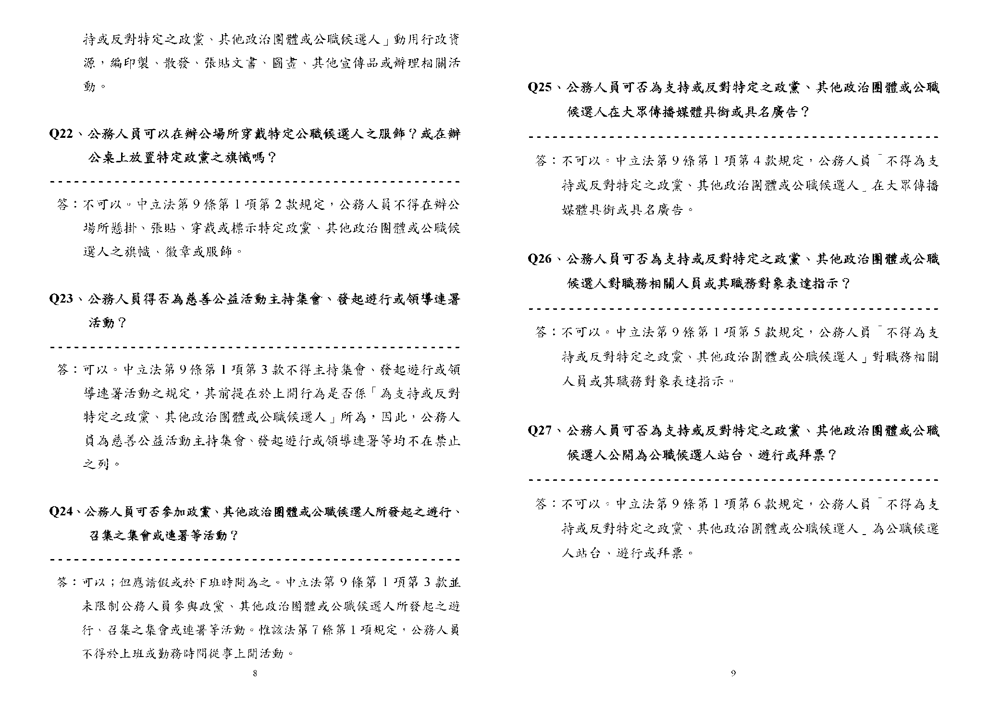 持或反對特定之政黨、其他政治團體或公職候選人」動用行政資
源，編印製、散發、張貼文書、圖畫、其他宣傳品或辦理相關活
動。
Q22、公務人員可以在辦公場所穿戴特定公職候選人之服飾？或在辦
公桌上放置特定政黨之旗幟嗎？
答：不可以。中立法第 9 條第 1 項第 2 款規定，公務人員不得在辦公
場所懸掛、張貼、穿戴或標示特定政黨、其他政治團體或公職候
選人之旗幟、徽章或服飾。
Q23、公務人員得否為慈善公益活動主持集會、發起遊行或領導連署
活動？
答：可以。中立法第 9 條第 1 項第 3 款不得主持集會、發起遊行或領
導連署活動之規定，其前提在於上開行為是否係「為支持或反對
特定之政黨、其他政治團體或公職候選人」所為，因此，公務人
員為慈善公益活動主持集會、發起遊行或領導連署等均不在禁止
之列。
Q24、公務人員可否參加政黨、其他政治團體或公職候選人所發起之遊行、
召集之集會或連署等活動？
答：可以；但應請假或於下班時間為之。中立法第 9 條第 1 項第 3 款並
未限制公務人員參與政黨、其他政治團體或公職候選人所發起之遊
行、召集之集會或連署等活動。惟該法第 7 條第 1 項規定，公務人員
不得於上班或勤務時間從事上開活動。
8
Q25、公務人員可否為支持或反對特定之政黨、其他政治團體或公職
候選人在大眾傳播媒體具銜或具名廣告？
答：不可以。中立法第 9 條第 1 項第 4 款規定，公務人員「不得為支
持或反對特定之政黨、其他政治團體或公職候選人」在大眾傳播
媒體具銜或具名廣告。
Q26、公務人員可否為支持或反對特定之政黨、其他政治團體或公職
候選人對職務相關人員或其職務對象表達指示？
答：不可以。中立法第 9 條第 1 項第 5 款規定，公務人員「不得為支
持或反對特定之政黨、其他政治團體或公職候選人」對職務相關
人員或其職務對象表達指示。
Q27、公務人員可否為支持或反對特定之政黨、其他政治團體或公職
候選人公開為公職候選人站台、遊行或拜票？
答：不可以。中立法第 9 條第 1 項第 6 款規定，公務人員「不得為支
持或反對特定之政黨、其他政治團體或公職候選人」為公職候選
人站台、遊行或拜票。
9